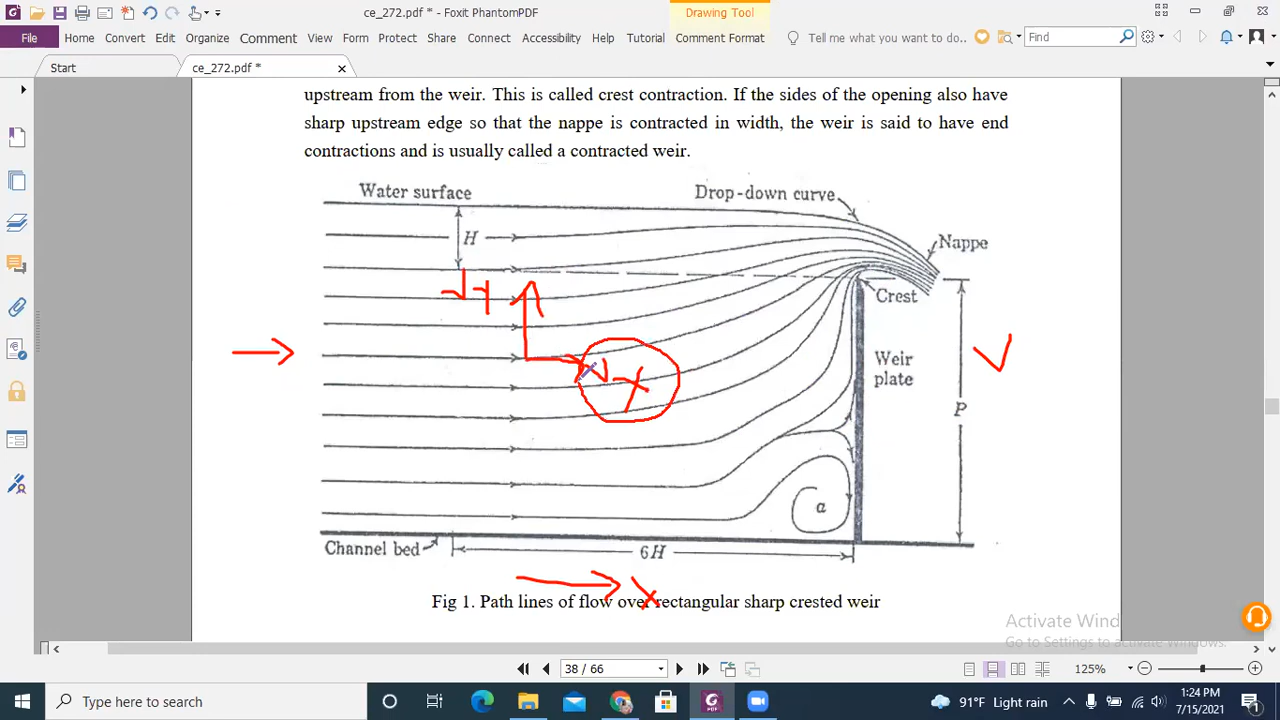 ce_272.pdf * - Foxit PhantomPDF
Drawing Tool
File Home Convert Edit Organize Comment View Form Protect Share Connect Accessibility Help Tutorial Comment Format Tell me what you want to do.. Find
Start ce_272.pdf *
upstream from the weir. This is called crest contraction. If the sides of the opening also have
sharp upstream edge so that the nappe is contracted in width, the weir is said to have end
contractions and is usually called a contracted weir.
Water surface
Drop-down curve
H
Nappe
Crest
Weir
plate
P
x
a
Channel bed
6H
x
Fig 1. Path lines of flow over rectangular sharp crested weir
Activate Wind
Go to Settings to activate Windows.
38 / 66
125%
Type here to search
91°F Light rain
1:24 PM
7/15/2021
1